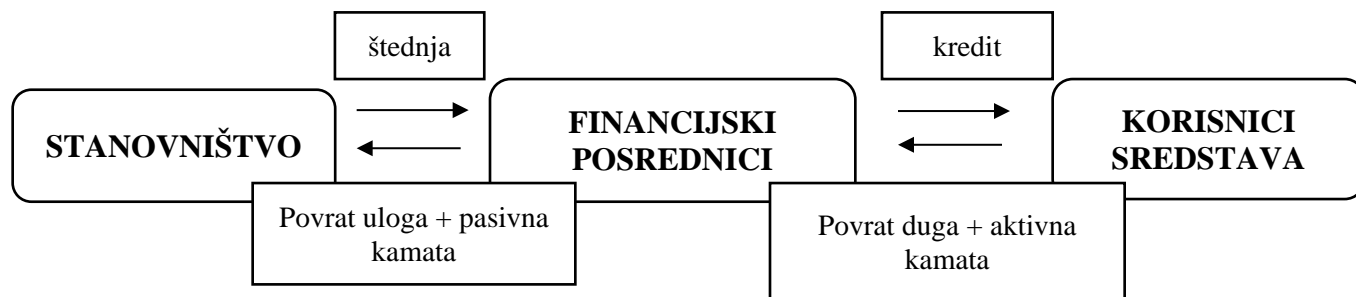 štednja
kredit
STANOVNIŠTVO
FINANCIJSKI
POSREDNICI
KORISNICI
SREDSTAVA
Povrat uloga + pasivna
kamata
Povrat duga + aktivna
kamata